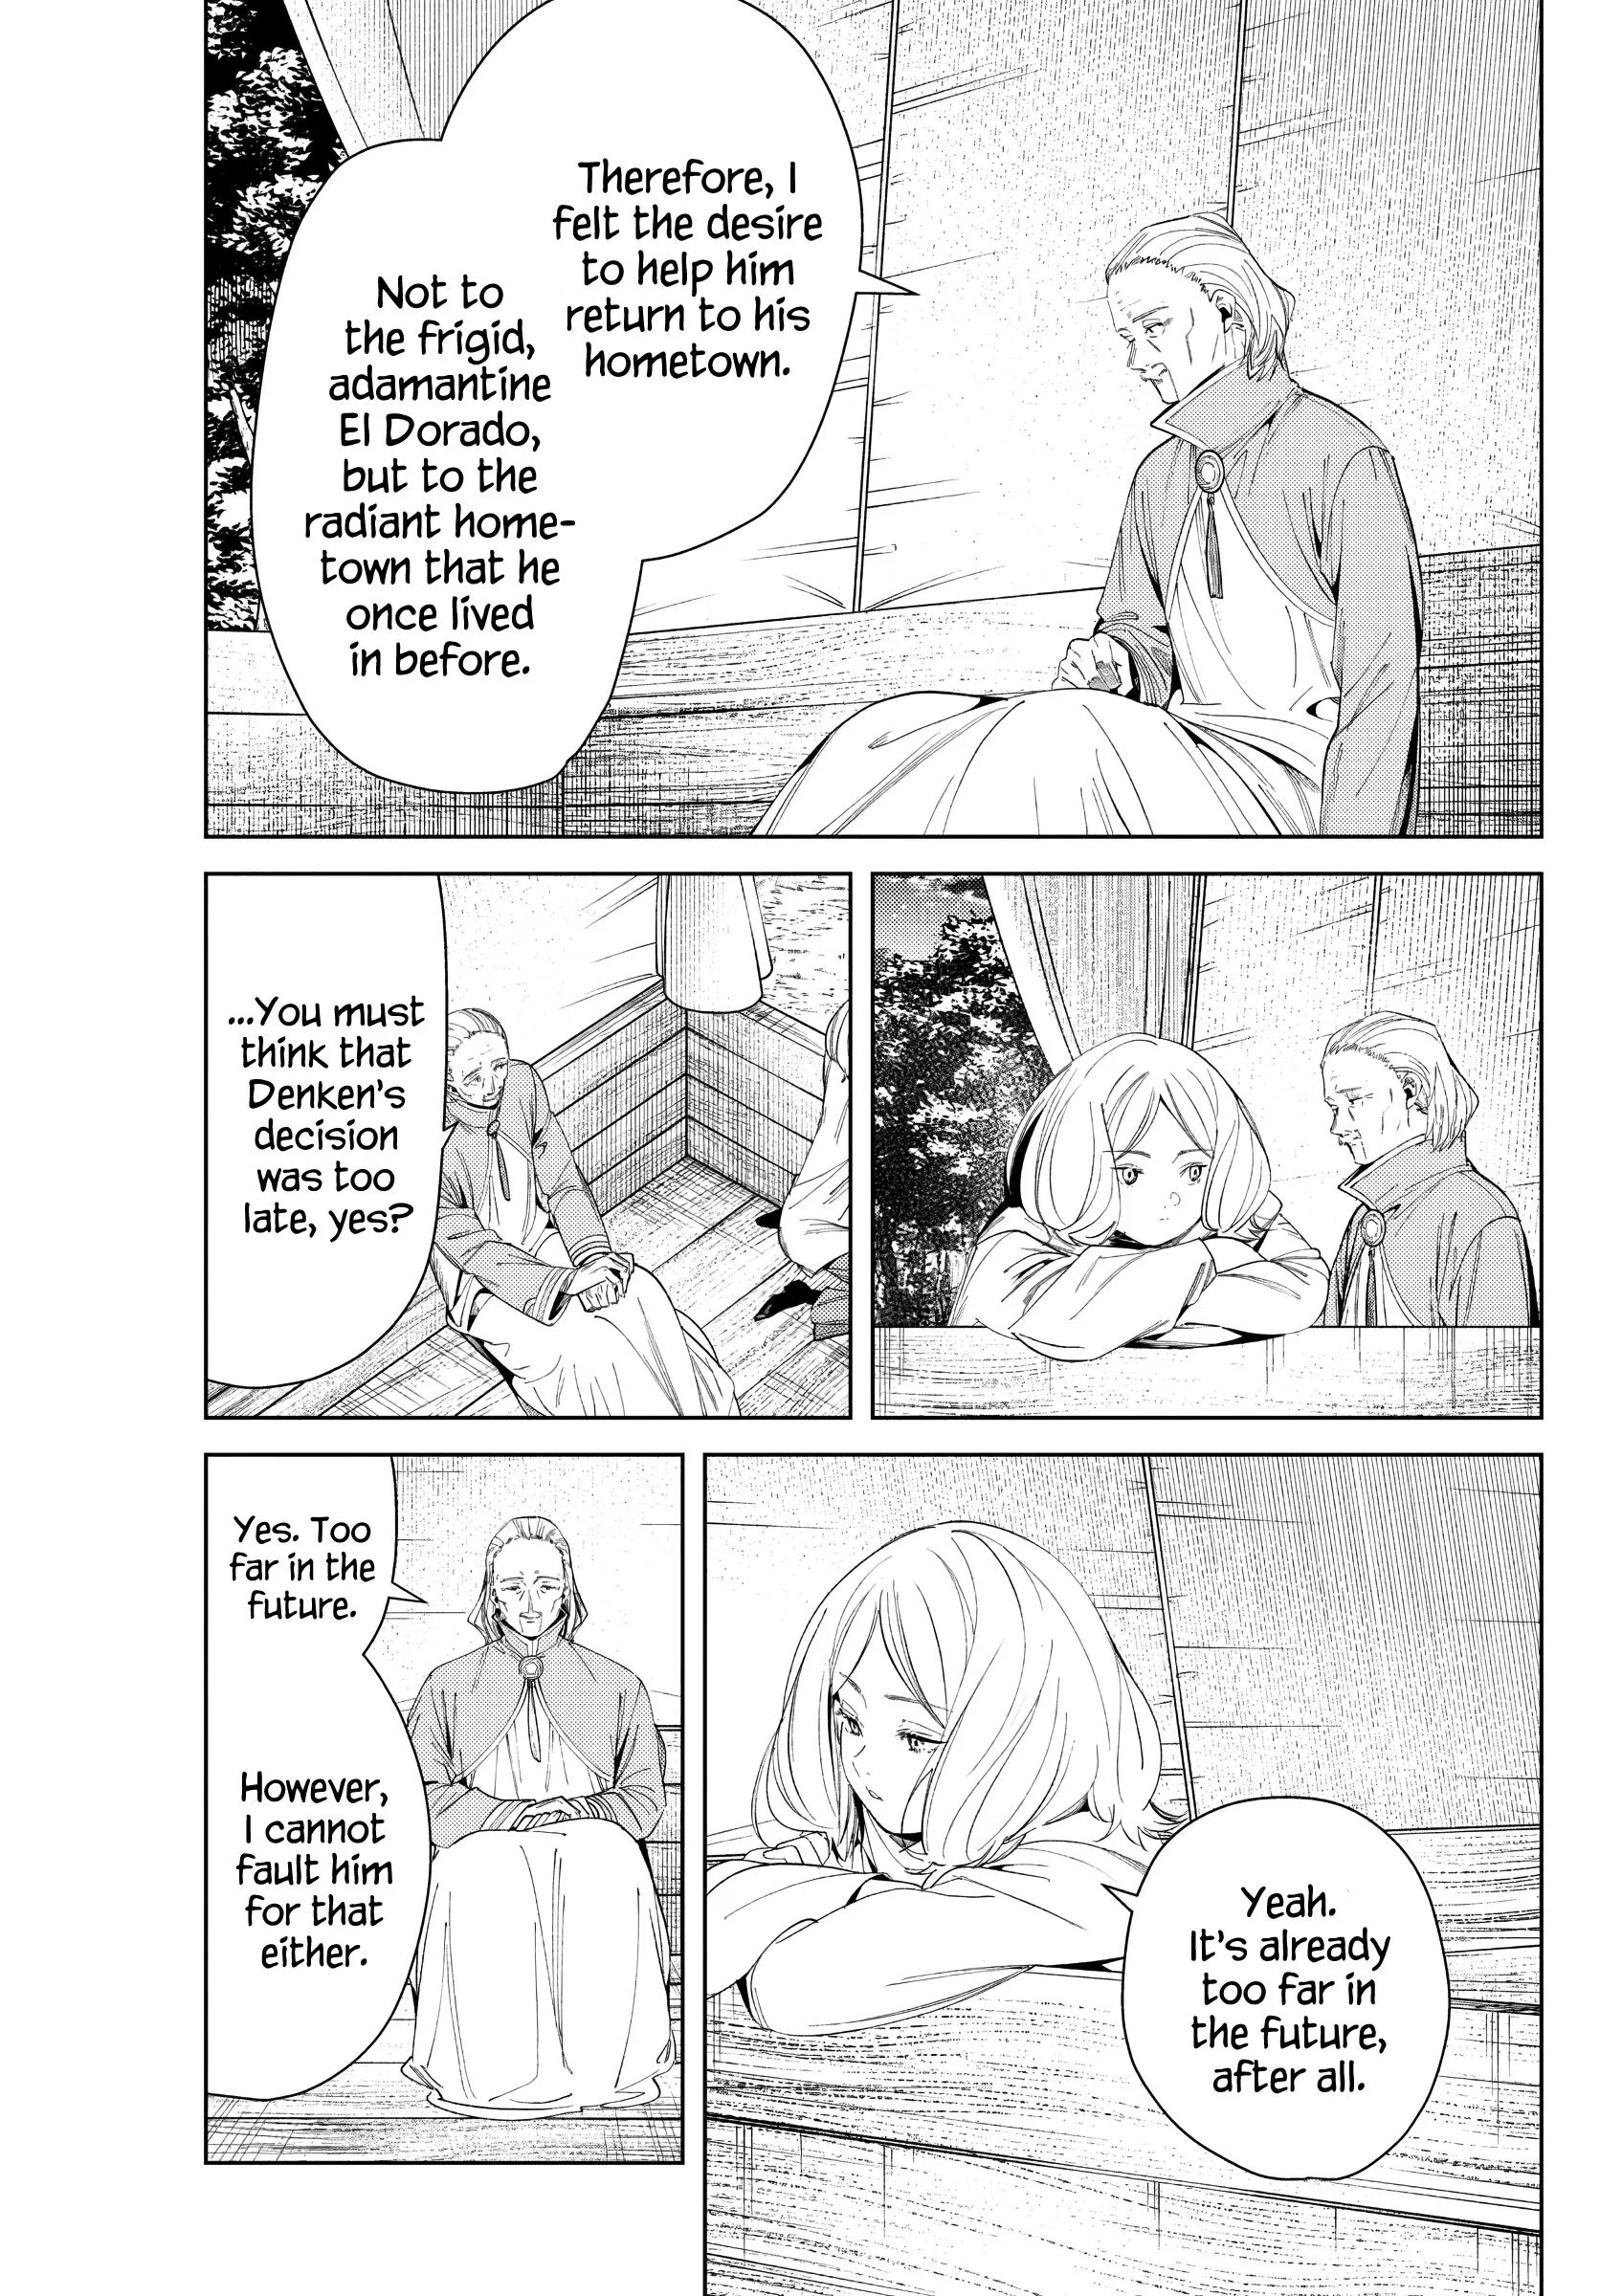 Therefore, I
felt the desire
to help him
return to his
hometown.
Not to
the frigid,
adamantine
El Dorado,
but to the
radiant home-
town that he
once lived
in before.
...You must
think that
Denken's
decision
was too
late, yes?
Yeah.
It's already
too far in
the future,
after all.
Yes. Too
far in the
future.
However,
I cannot
fault him
for that
either.